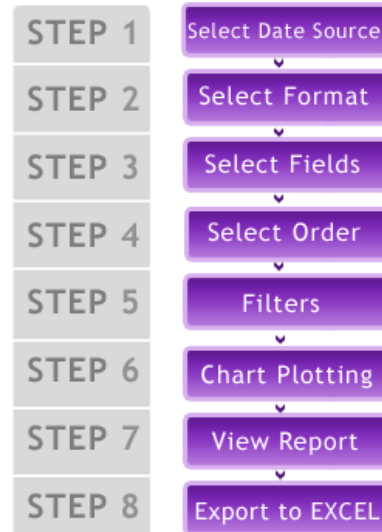 STEP 1 Select Date Source
STEP 2 Select Format
STEP 3 Select Fields
STEP 4 Select Order
STEP 5 Filters
STEP 6 Chart Plotting
STEP 7 View Report
STEP 8 Export to EXCEL